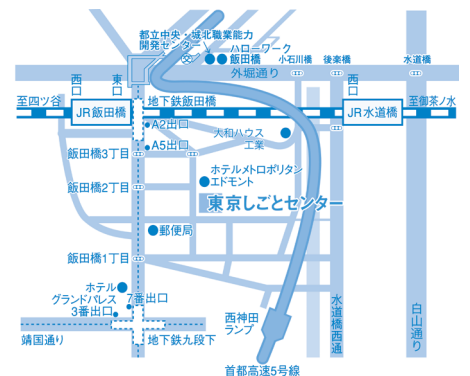 都立中央・城北職業能力
開発センター
ハローワーク
飯田橋
小石川橋
後楽橋
水道橋
外堀通り
西口
東口
西口
至四ツ谷
JR飯田橋
地下鉄飯田橋
JR水道橋
至御茶ノ水
A2出口
大和ハウス
工業
A5出口
飯田橋3丁目
ホテルメトロポリタン
エドモント
飯田橋2丁目
東京しごとセンター
郵便局
飯田橋1丁目
ホテル
グランドパレス
7番出口
3番出口
西神田
ランプ
水道橋西通
白山通り
靖国通り
地下鉄九段下
首都高速5号線